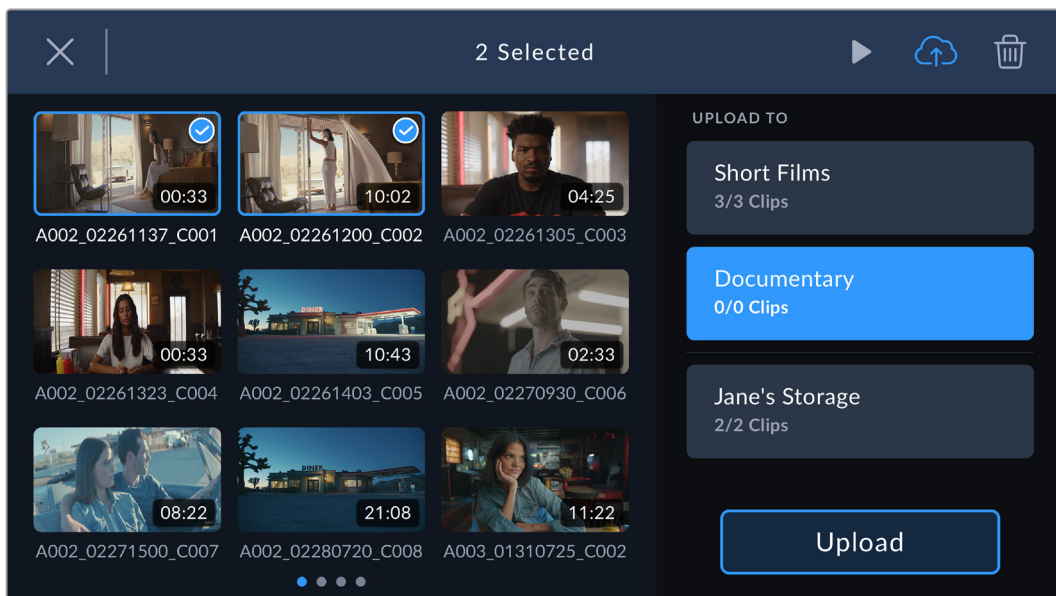 2 Selected
UPLOAD TO
00:33
10:02
04:25
A002_02261137_C001
A002_02261200_C002
A002_02261305_C003
DINER
00:33
10:43
02:33
A002_02261323_C004
A002_02261403_C005
A002_02270930_C006
DINER
08:22
21:08
11:22
A002_02271500_C007
A002_02280720_C008
A003_01310725_C002
Short Films
3/3 Clips
Documentary
0/0 Clips
Jane's Storage
2/2 Clips
Upload